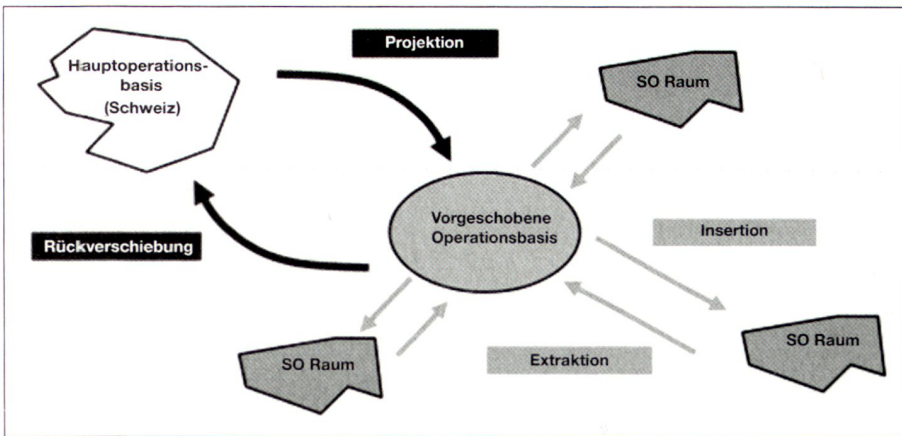 Projektion
Hauptoperations-
basis
(Schweiz)
SO Raum
Vorgeschobene
Operationsbasis
Insertion
Rückverschiebung
SO Raum
SO Raum
Extraktion